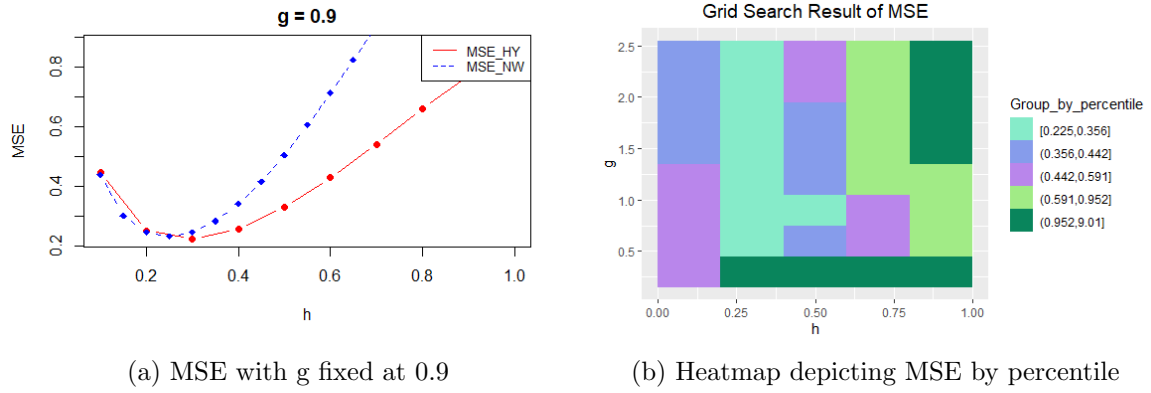 g = 0.9
MSE_HY
MSE_NW
MSE
0.2
0.4
0.6
0.8
0.2
0.4
0.6
0.8
1.0
h
(a) MSE with g fixed at 0.9
Grid Search Result of MSE
2.5
2.0
1.5
1.0
0.5
g
0.00
0.25
0.50
0.75
1.00
h
Group_by_percentile
[0.225,0.356]
(0.356,0.442]
(0.442,0.591]
(0.591,0.952]
(0.952,9.01]
(b) Heatmap depicting MSE by percentile